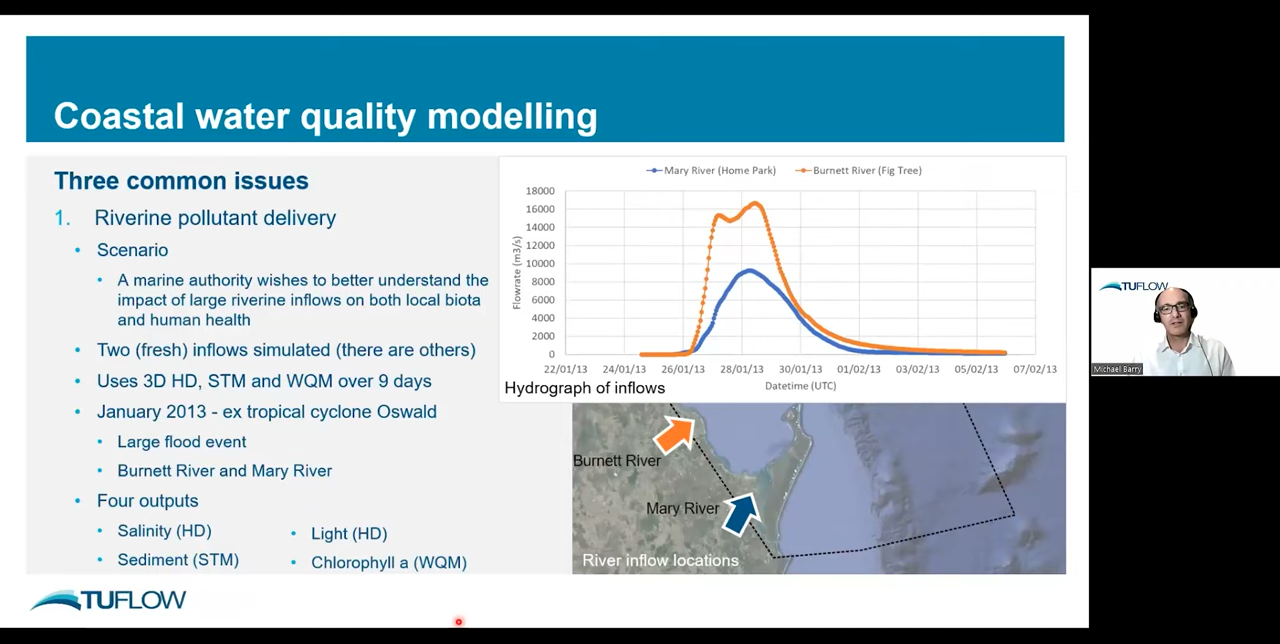 Coastal water quality modelling
Three common issues
1. Riverine pollutant delivery
• Scenario
• A marine authority wishes to better understand the
impact of large riverine inflows on both local biota
and human health
• Two (fresh) inflows simulated (there are others)
• Uses 3D HD, STM and WQM over 9 days
• January 2013 - ex tropical cyclone Oswald
• Large flood event
• Burnett River and Mary River
• Four outputs
• Salinity (HD)
• Sediment (STM)
• Light (HD)
• Chlorophyll a (WQM)
Mary River (Home Park) Burnett River (Fig Tree)
Flowrate (m3/s)
18000
16000
14000
12000
10000
8000
6000
4000
2000
0
22/01/13 24/01/13 26/01/13 28/01/13 30/01/13 01/02/13 03/02/13 05/02/13 07/02/13
Datetime (UTC)
Hydrograph of inflows
Burnett River
Mary River
River inflow locations
TUFLOW
TUFLOW
Michael Barry